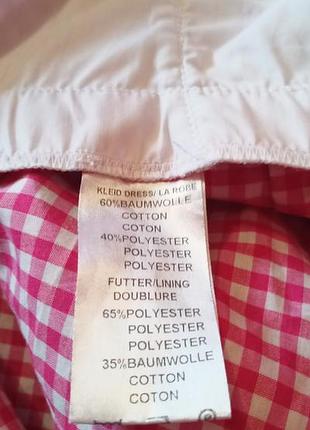 KLEID DRESS/ LA ROBE
60%BAUMWOLLE
COTTON
COTON
40%POLYESTER
POLYESTER
POLYESTER
FUTTER/LINING
DOUBLURE
65%POLYESTER
POLYESTER
POLYESTER
35%BAUMWOLLE
COTTON
COTON